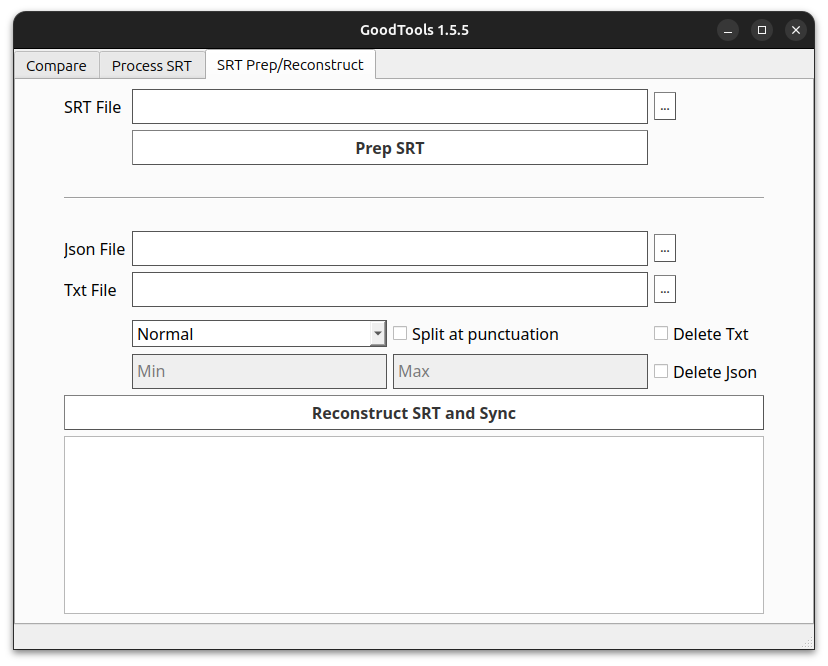 GoodTools 1.5.5
Compare Process SRT SRT Prep/Reconstruct
SRT File ...
Prep SRT
Json File ...
Txt File ...
Normal Split at punctuation Delete Txt
Min Max Delete Json
Reconstruct SRT and Sync